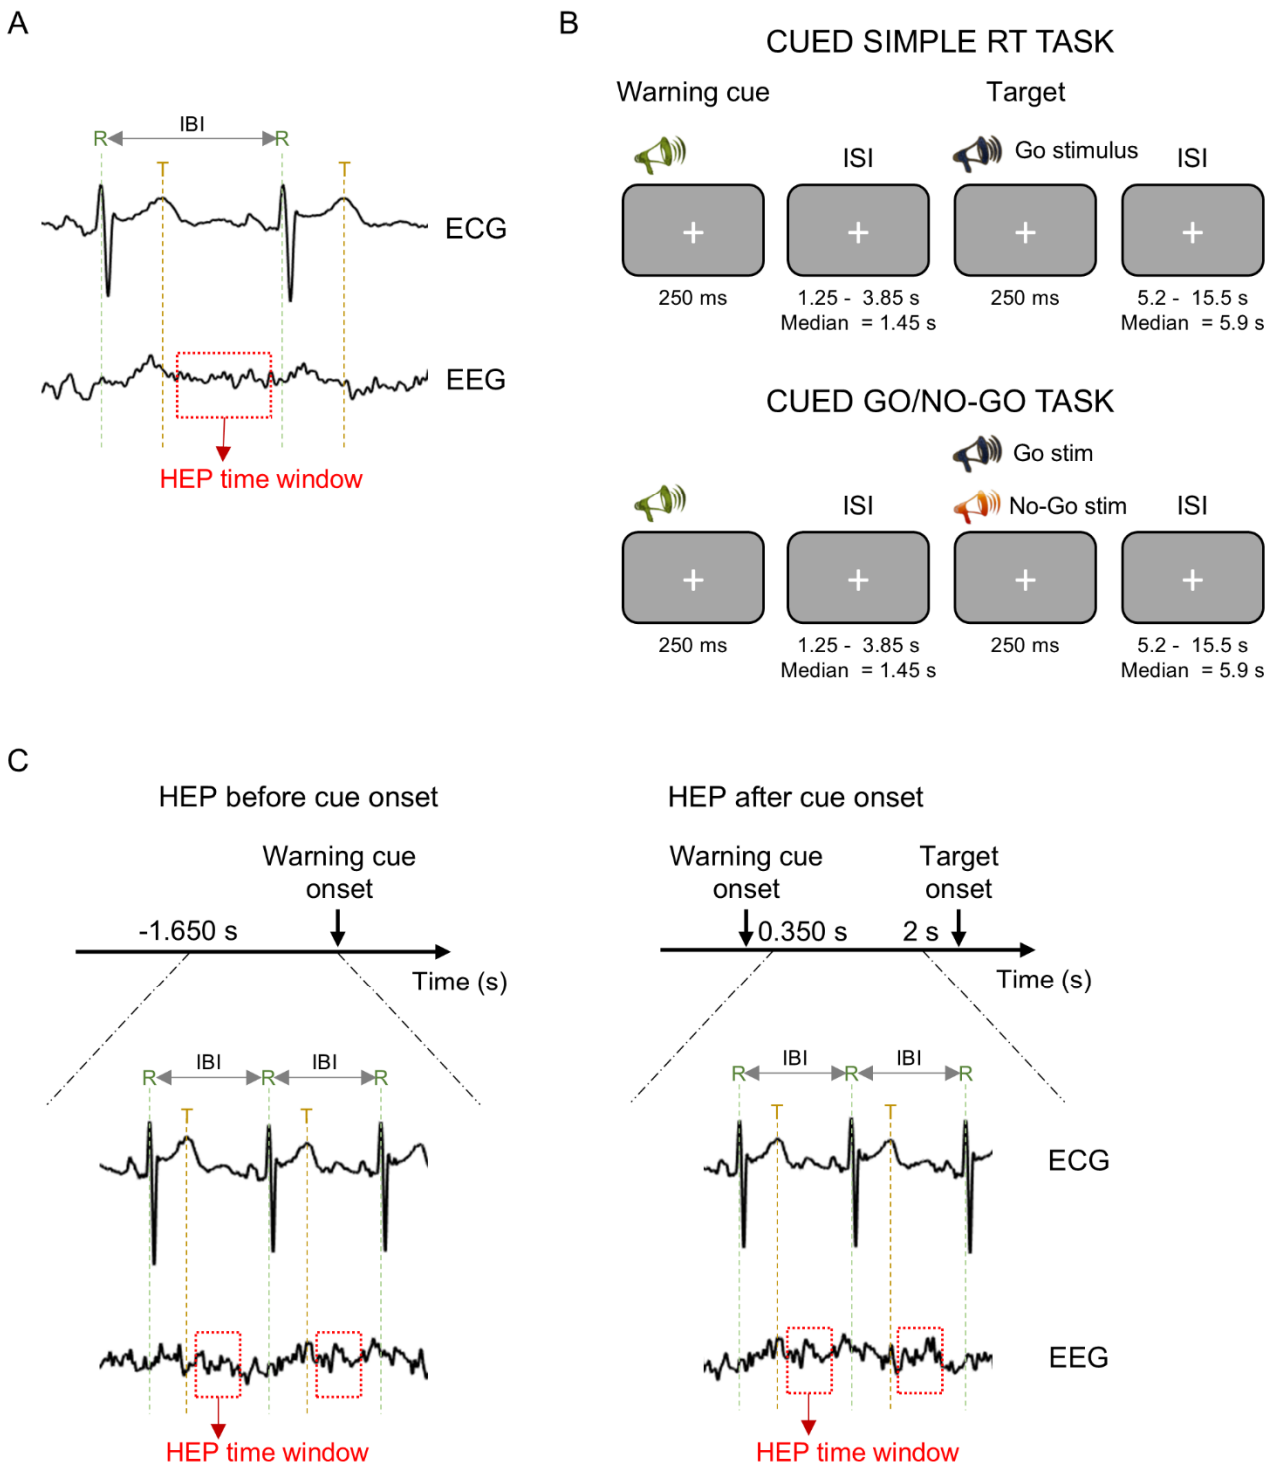 A
R IBI R
T T
ECG
EEG
HEP time window
B
CUED SIMPLE RT TASK
Warning cue
Target
ISI
Go stimulus
ISI
250 ms
1.25 - 3.85 s
Median = 1.45 s
250 ms
5.2 - 15.5 s
Median = 5.9 s
CUED GO/NO-GO TASK
Go stim
ISI
No-Go stim
ISI
250 ms
1.25 - 3.85 s
Median = 1.45 s
250 ms
5.2 - 15.5 s
Median = 5.9 s
C
HEP before cue onset
Warning cue
onset
-1.650 s
Time (s)
R IBI R IBI R
T T
HEP time window
HEP after cue onset
Warning cue
onset
Target
onset
0.350 s
2 s
Time (s)
R IBI R IBI R
T T
ECG
EEG
HEP time window